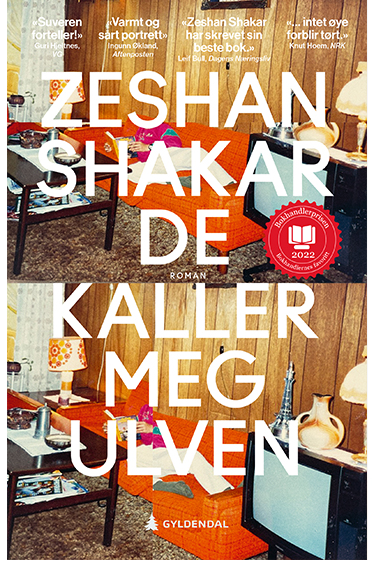 »Suveren
forteller!»
Guri Hjeltnes,
VG
«Varmt og
sårt portrett»
Ingunn Økland,
Aftenposten
«Zeshan Shakar
har skrevet sin
beste bok.»
Leif Bull, Dagens Næringsliv
«... intet øye
forblir tørt.»
Knut Hoem, NRK
ZESHAN
SHAKAR
DE
ROMAN
Bokhandlerprisen
2022
Bokhandlernes favoritt
KALLER
MEG
ULVEN
GYLDENDAL